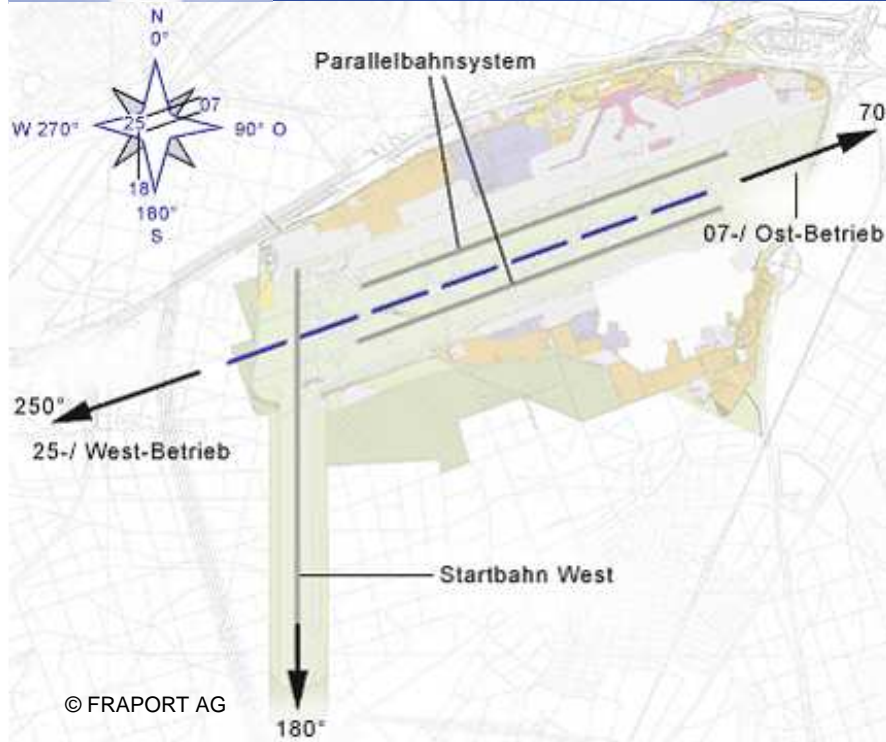 N
0°
Parallelbahnsystem
07
25
W 270°
90° O
70
18
180°
S
07-/ Ost-Betrieb
250°
25-/ West-Betrieb
Startbahn West
© FRAPORT AG
180°